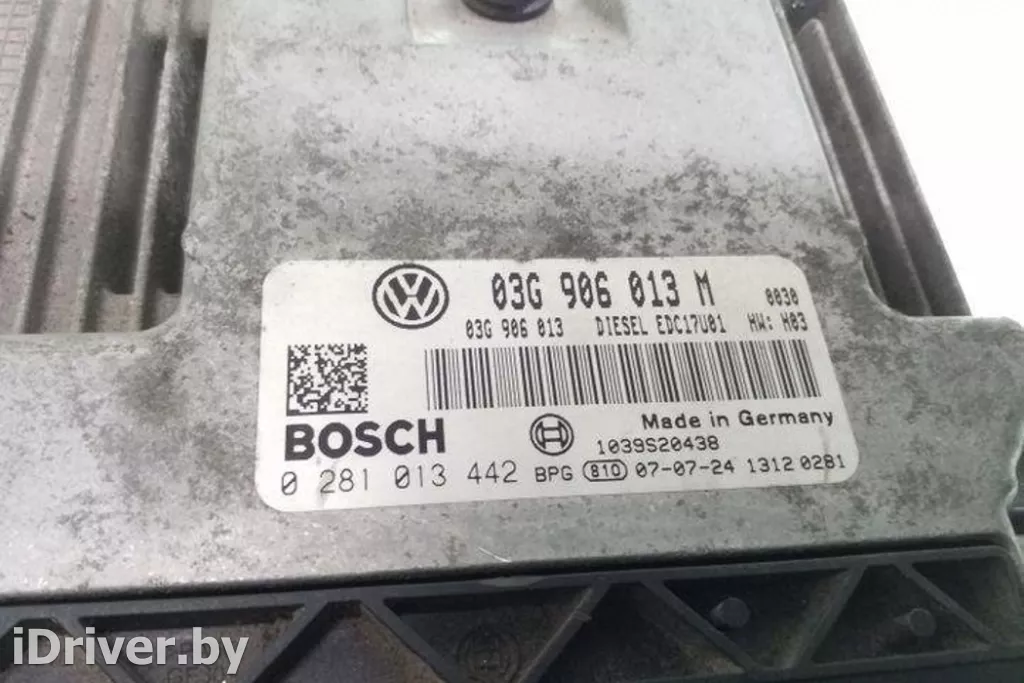 03G 906 013 M 0030
03G 906 013 DIESEL EDC17U01 HW: H03
Made in Germany
BOSCH 1039S20438
0 281 013 442 BPG 810 07-07-24 1312 0281
iDriver.by